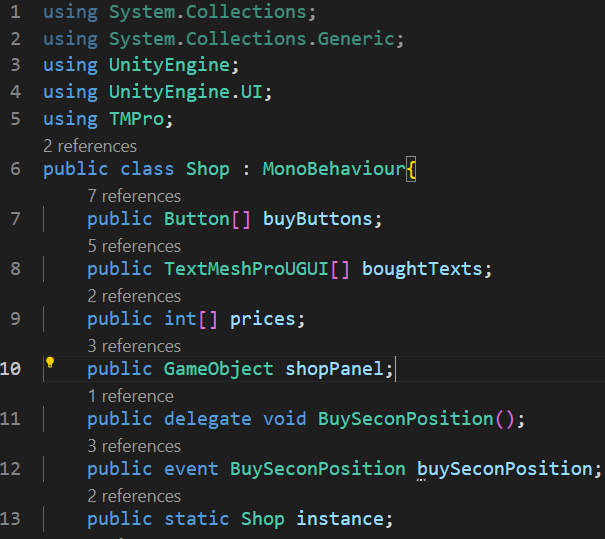 1 using System.Collections;
2 using System.Collections.Generic;
3 using UnityEngine;
4 using UnityEngine.UI;
5 using TMPro;
2 references
6 public class Shop : MonoBehaviour{
7 references
7 public Button[] buyButtons;
5 references
8 public TextMeshProUGUI[] boughtTexts;
2 references
9 public int[] prices;
3 references
10 public GameObject shopPanel;
1 reference
11 public delegate void BuySeconPosition();
3 references
12 public event BuySeconPosition buySeconPosition;
2 references
13 public static Shop instance;